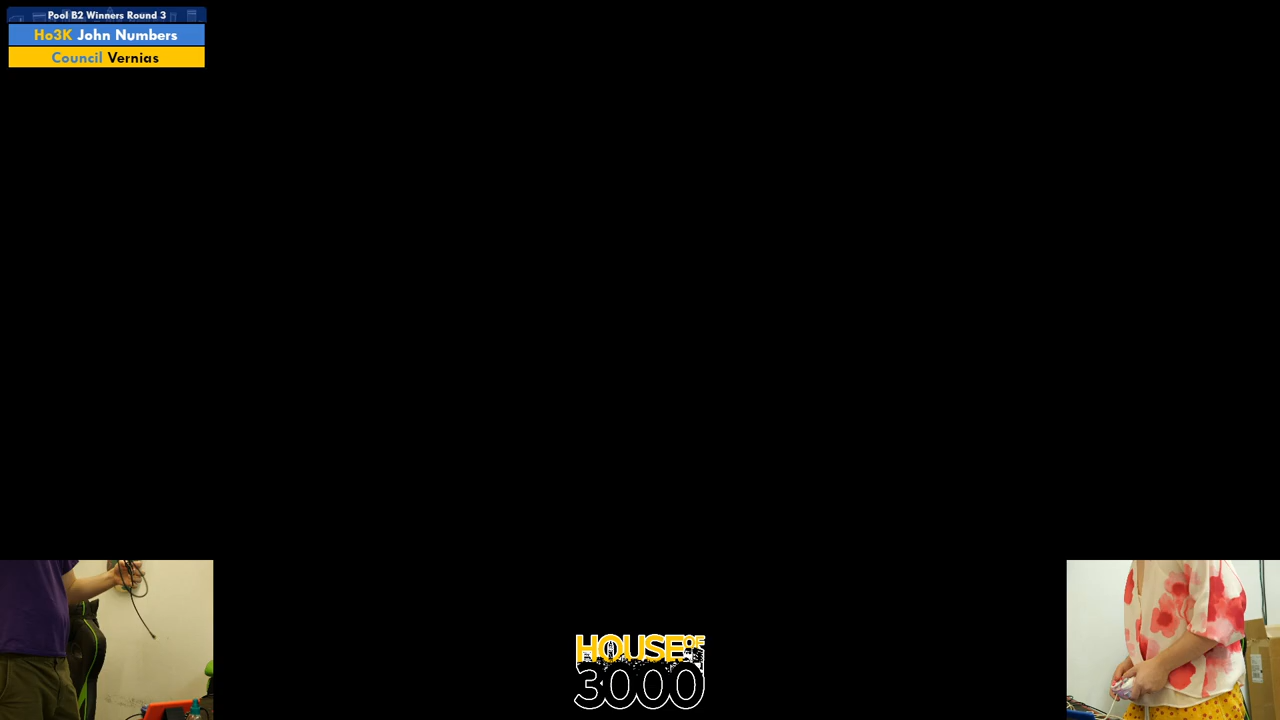 Pool B2 Winners Round 3
Ho3K John Numbers
Council Vernias
HOUSE OF
3000